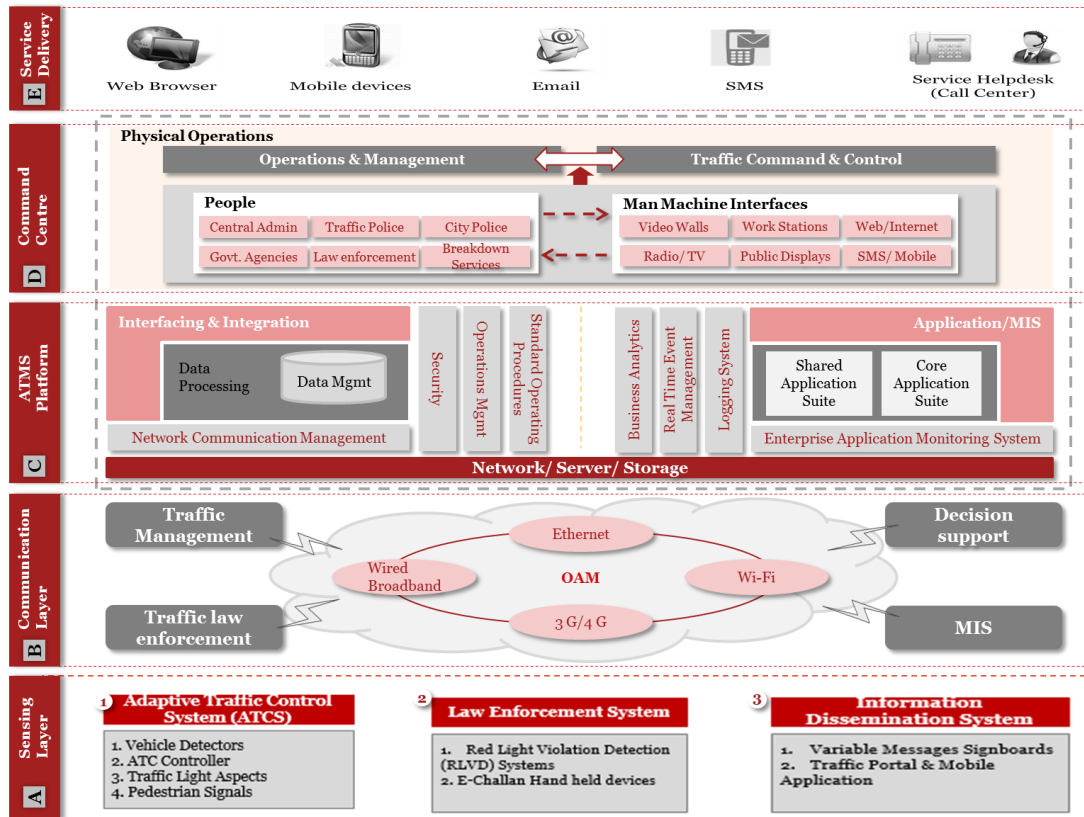 E Service
Delivery
Web Browser
Mobile devices
Email
SMS
Service Helpdesk
(Call Center)
D Command
Centre
Physical Operations
Operations & Management
Traffic Command & Control
People
Central Admin
Traffic Police
City Police
Govt. Agencies
Law enforcement
Breakdown
Services
Man Machine Interfaces
Video Walls
Work Stations
Web/Internet
Radio/ TV
Public Displays
SMS/ Mobile
C ATMS
Platform
Interfacing & Integration
Data
Processing
Data Mgmt
Network Communication Management
Security
Operations Mgmt
Standard Operating
Procedures
Business Analytics
Real Time Event
Management
Logging System
Application/MIS
Shared
Application
Suite
Core
Application
Suite
Enterprise Application Monitoring System
Network/ Server/ Storage
B Communication
Layer
Traffic
Management
Traffic law
enforcement
Ethernet
Wired
Broadband
OAM
Wi-Fi
3 G/4 G
Decision
support
MIS
A Sensing
Layer
1 Adaptive Traffic Control
System (ATCS)
1. Vehicle Detectors
2. ATC Controller
3. Traffic Light Aspects
4. Pedestrian Signals
2 Law Enforcement System
1. Red Light Violation Detection
(RLVD) Systems
2. E-Challan Hand held devices
3 Information
Dissemination System
1. Variable Messages Signboards
2. Traffic Portal & Mobile
Application